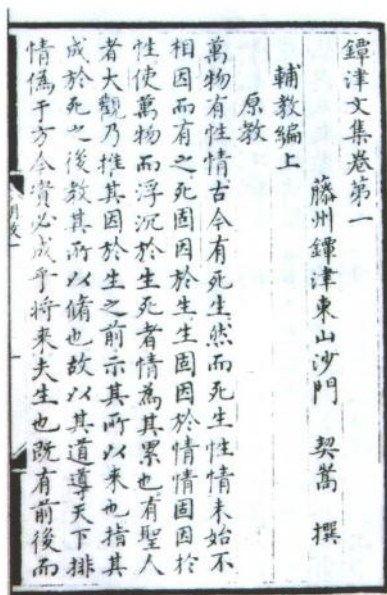 鐔津文集卷第一
藤州鐔津東山沙門 契嵩 撰
輔教編上
原教
萬物有性情古今有死生然而死生性情未始不
相因而有之死固因於生生固因於情情固因於
性使萬物而浮沉於生死者情為其累也有聖人
者大觀乃推其因於生之前示其所以來也指其
成於死之後教其所以脩也故以其道導天下排
情偽于方今資必成乎將來夫生也既有前後而